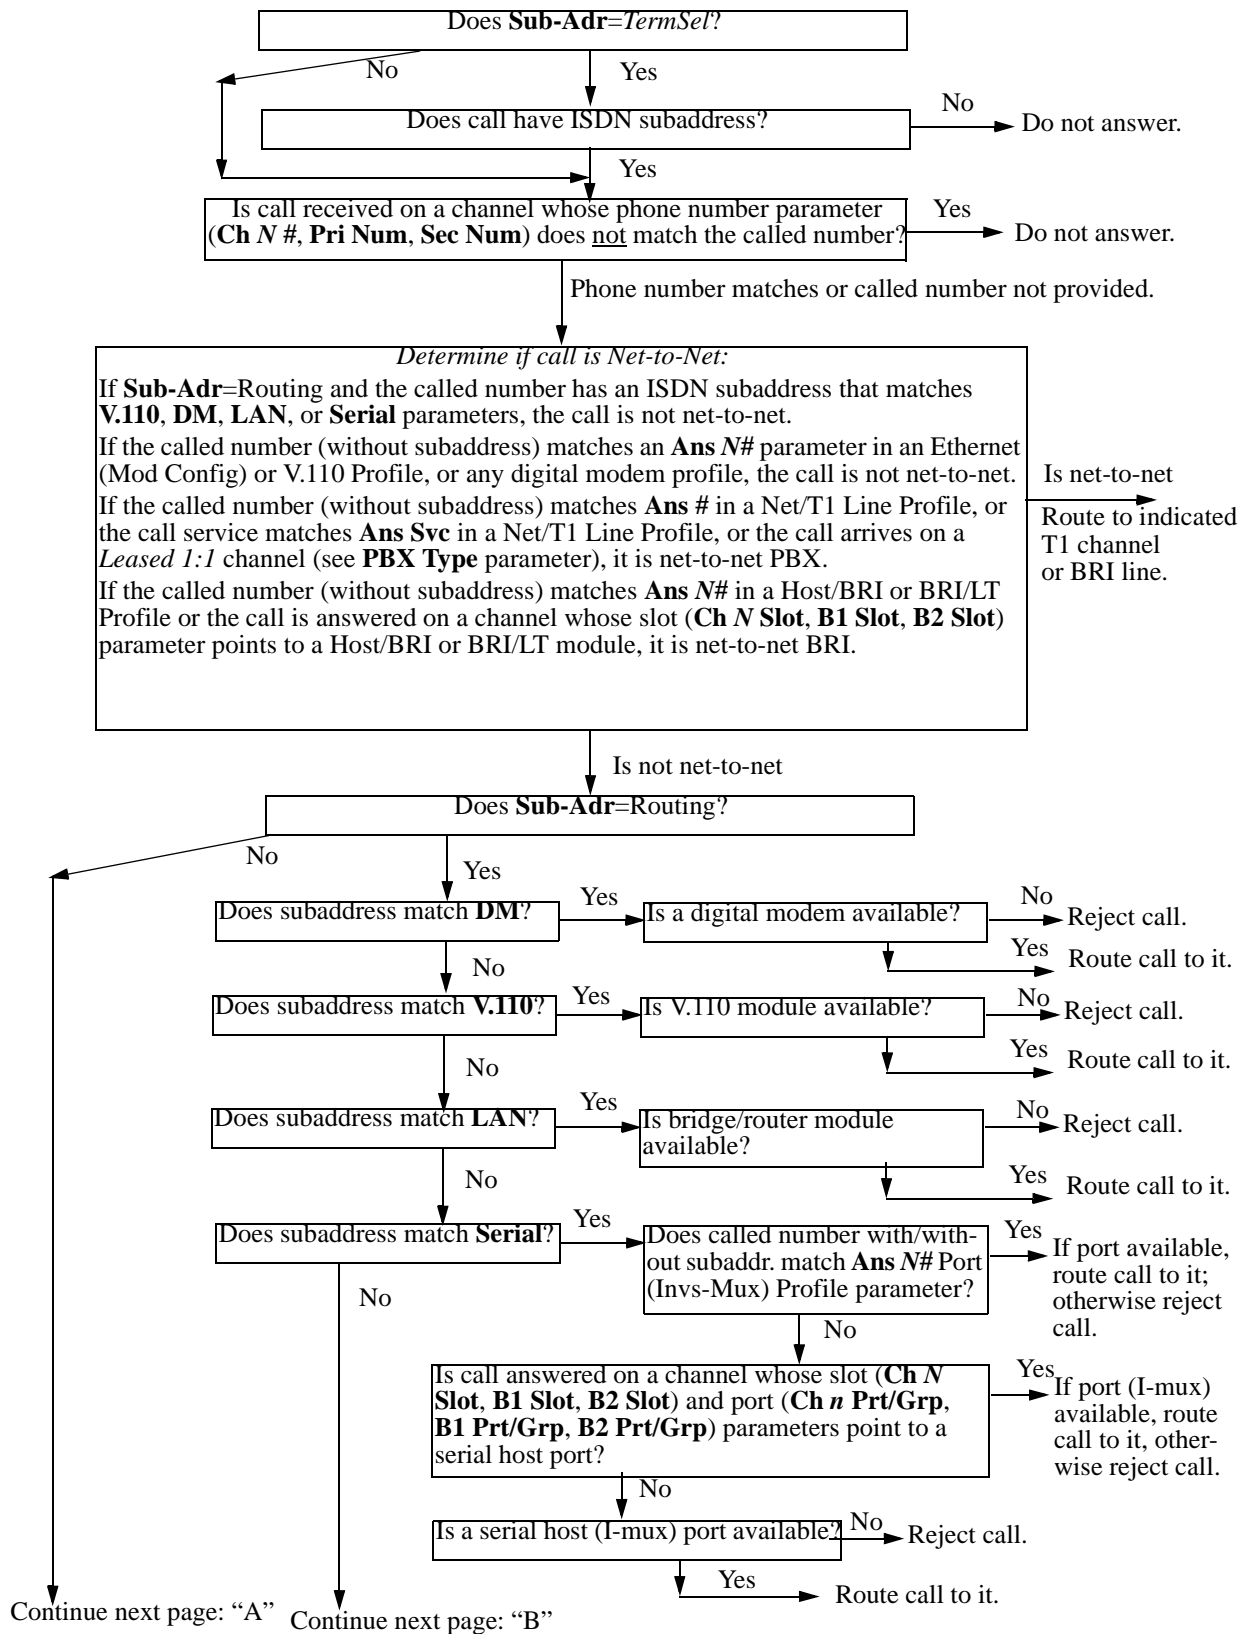 Does Sub-Adr=TermSel?
No
Yes
Does call have ISDN subaddress?
No
Do not answer.
Yes
Is call received on a channel whose phone number parameter
(Ch N #, Pri Num, Sec Num) does not match the called number?
Yes
Do not answer.
Phone number matches or called number not provided.
Determine if call is Net-to-Net:
If Sub-Adr=Routing and the called number has an ISDN subaddress that matches
V.110, DM, LAN, or Serial parameters, the call is not net-to-net.
If the called number (without subaddress) matches an Ans N# parameter in an Ethernet
(Mod Config) or V.110 Profile, or any digital modem profile, the call is not net-to-net.
If the called number (without subaddress) matches Ans # in a Net/T1 Line Profile, or
the call service matches Ans Svc in a Net/T1 Line Profile, or the call arrives on a
Leased 1:1 channel (see PBX Type parameter), it is net-to-net PBX.
If the called number (without subaddress) matches Ans N# in a Host/BRI or BRI/LT
Profile or the call is answered on a channel whose slot (Ch N Slot, B1 Slot, B2 Slot)
parameter points to a Host/BRI or BRI/LT module, it is net-to-net BRI.
Is net-to-net
Route to indicated
T1 channel
or BRI line.
Is not net-to-net
Does Sub-Adr=Routing?
No
Yes
Does subaddress match DM?
Yes
Is a digital modem available?
No
Reject call.
Yes
Route call to it.
No
Does subaddress match V.110?
Yes
Is V.110 module available?
No
Reject call.
Yes
Route call to it.
No
Does subaddress match LAN?
Yes
Is bridge/router module
available?
No
Reject call.
Yes
Route call to it.
No
Does subaddress match Serial?
Yes
Does called number with/with-
out subaddr. match Ans N# Port
(Invs-Mux) Profile parameter?
Yes
If port available,
route call to it;
otherwise reject
call.
No
No
Is call answered on a channel whose slot (Ch N
Slot, B1 Slot, B2 Slot) and port (Ch n Prt/Grp,
B1 Prt/Grp, B2 Prt/Grp) parameters point to a
serial host port?
Yes
If port (I-mux)
available, route
call to it, other-
wise reject call.
No
Is a serial host (I-mux) port available?
No
Reject call.
Yes
Route call to it.
Continue next page: “A”
Continue next page: “B”